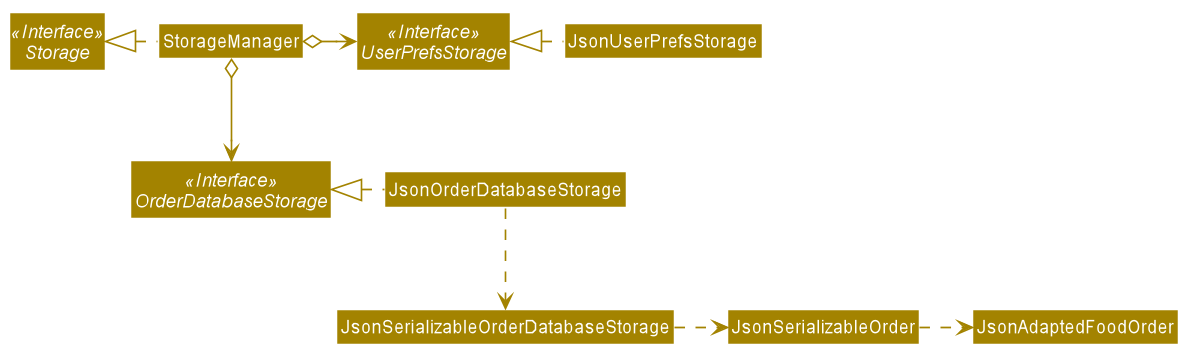 «Interface»
Storage
StorageManager
«Interface»
UserPrefsStorage
JsonUserPrefsStorage
«Interface»
OrderDatabaseStorage
JsonOrderDatabaseStorage
JsonSerializableOrderDatabaseStorage
JsonSerializableOrder
JsonAdaptedFoodOrder